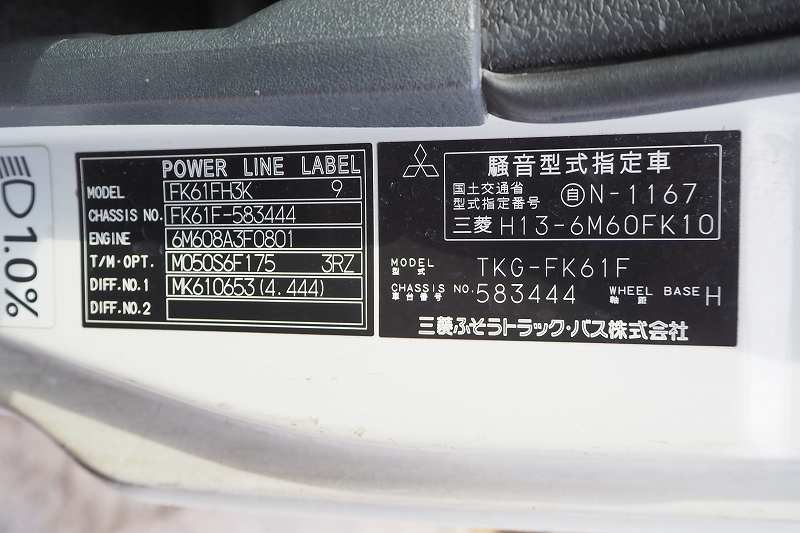 1.0%
POWER LINE LABEL
MODEL FK61FH3K 9
CHASSIS NO. FK61F-583444
ENGINE 6M608A3F0801
T/M・OPT. M050S6F175 3RZ
DIFF.NO.1 MK610653(4.444)
DIFF.NO.2
騒音型式指定車
国土交通省
型式指定番号 自N-1167
三菱 H13-6M60FK10
MODEL
型式 TKG-FK61F
CHASSIS NO.
車台番号 583444 WHEEL BASE
軸距 H
三菱ふそうトラック・バス株式会社